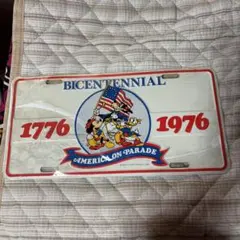 BICENTENNIAL
1776 1976
AMERICA ON PARADE